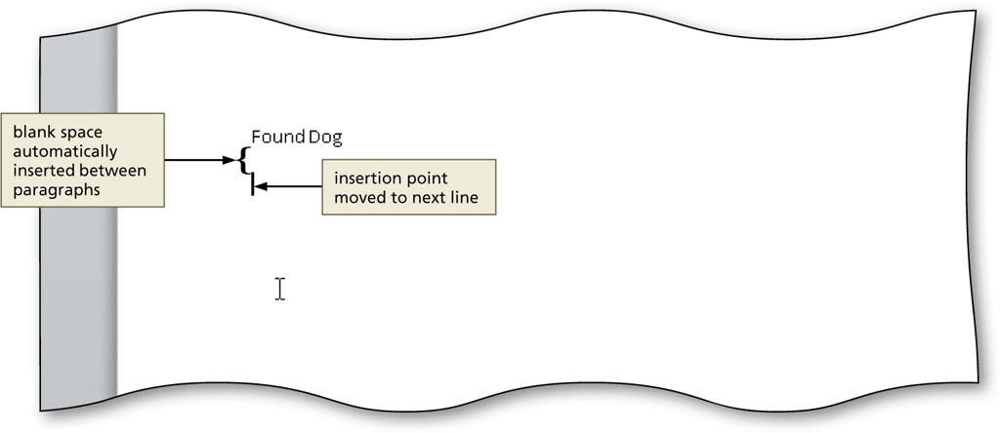 Found Dog
blank space
automatically
inserted between
paragraphs
insertion point
moved to next line